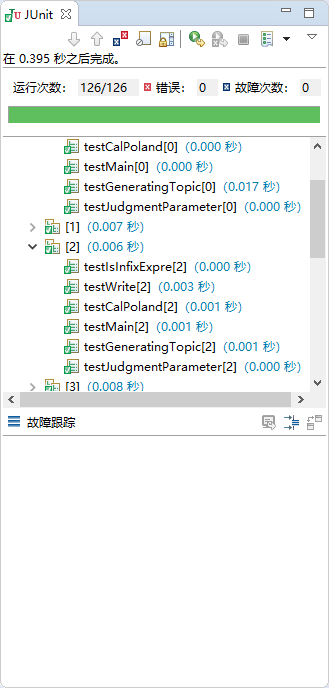 JUnit
在 0.395 秒之后完成。
运行次数: 126/126 错误: 0 故障次数: 0
testCalPoland[0] (0.000 秒)
testMain[0] (0.000 秒)
testGeneratingTopic[0] (0.017 秒)
testJudgmentParameter[0] (0.000 秒)
[1] (0.007 秒)
[2] (0.006 秒)
testIsInfixExpre[2] (0.000 秒)
testWrite[2] (0.003 秒)
testCalPoland[2] (0.001 秒)
testMain[2] (0.001 秒)
testGeneratingTopic[2] (0.001 秒)
testJudgmentParameter[2] (0.000 秒)
[3] (0.008 秒)
故障跟踪